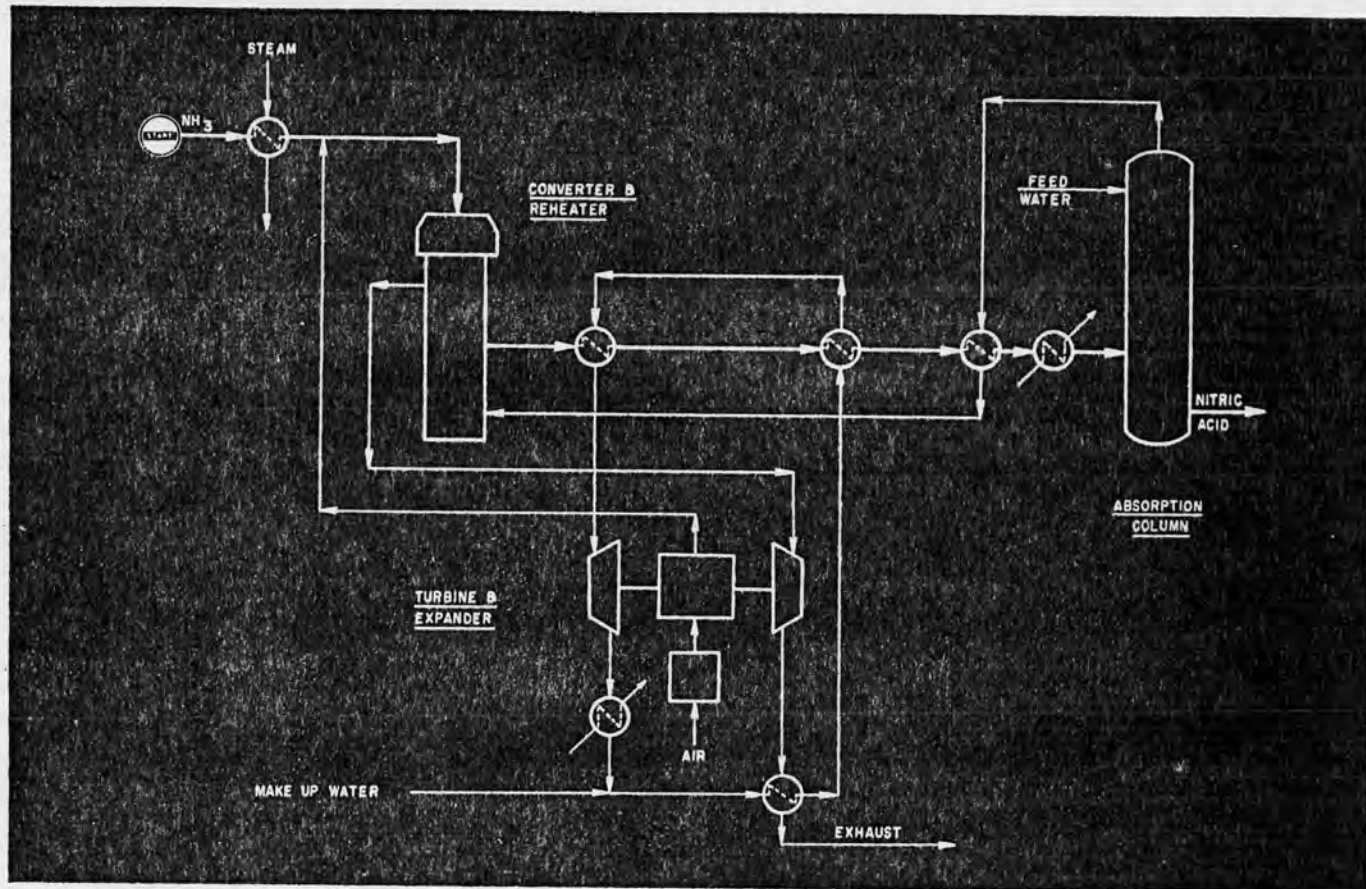 STEAM
START
NH3
CONVERTER &
REHEATER
FEED
WATER
NITRIC
ACID
ABSORPTION
COLUMN
TURBINE &
EXPANDER
AIR
MAKE UP WATER
EXHAUST